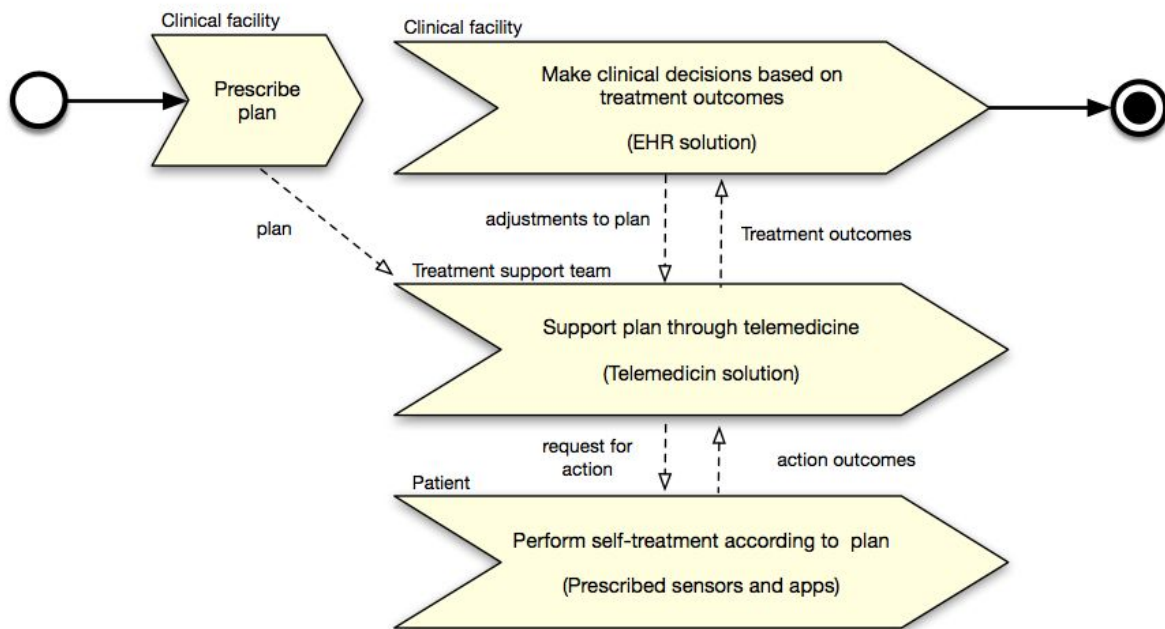 Clinical facility
Prescribe
plan
Clinical facility
Make clinical decisions based on
treatment outcomes
(EHR solution)
plan
adjustments to plan
Treatment outcomes
Treatment support team
Support plan through telemedicine
(Telemedicin solution)
request for
action
action outcomes
Patient
Perform self-treatment according to plan
(Prescribed sensors and apps)